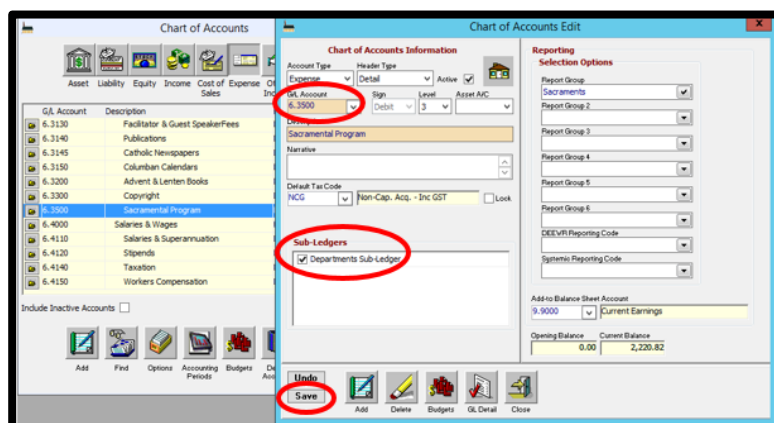 Chart of Accounts
Asset Liability Equity Income Cost of Sales Expense
G/L Account Description
6.3130 Facilitator & Guest SpeakerFees
6.3140 Publications
6.3145 Catholic Newspapers
6.3150 Columban Calendars
6.3200 Advent & Lenten Books
6.3300 Copyright
6.3500 Sacramental Program
6.4000 Salaries & Wages
6.4110 Salaries & Superannuation
6.4120 Stipends
6.4140 Taxation
6.4150 Workers Compensation
Include Inactive Accounts
Add Find Options Accounting Periods Budgets
Chart of Accounts Edit
X
Chart of Accounts Information
Account Type Header Type
Expense Detail Active
G/L Account Sign Level Asset A/C
6.3500 Debit 3
Sacramental Program
Narrative
Default Tax Code
NCG Non-Cap. Acq. - Inc GST Lock
Sub-Ledgers
Departments Sub-Ledger
Undo
Save
Add Delete Budgets GL Detail Close
Reporting
Selection Options
Report Group
Sacraments
Report Group 2
Report Group 3
Report Group 4
Report Group 5
Report Group 6
DEEWR Reporting Code
Systemic Reporting Code
Add-to Balance Sheet Account
9.9000 Current Earnings
Opening Balance Current Balance
0.00 2,220.82